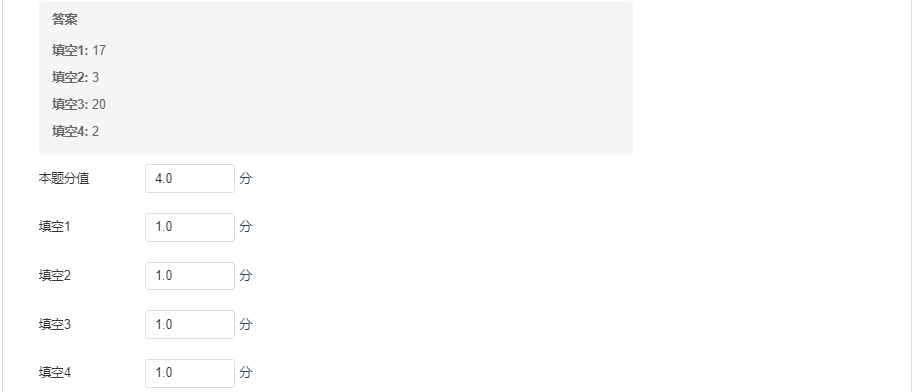 答案
填空1: 17
填空2: 3
填空3: 20
填空4: 2
本题分值 4.0 分
填空1 1.0 分
填空2 1.0 分
填空3 1.0 分
填空4 1.0 分